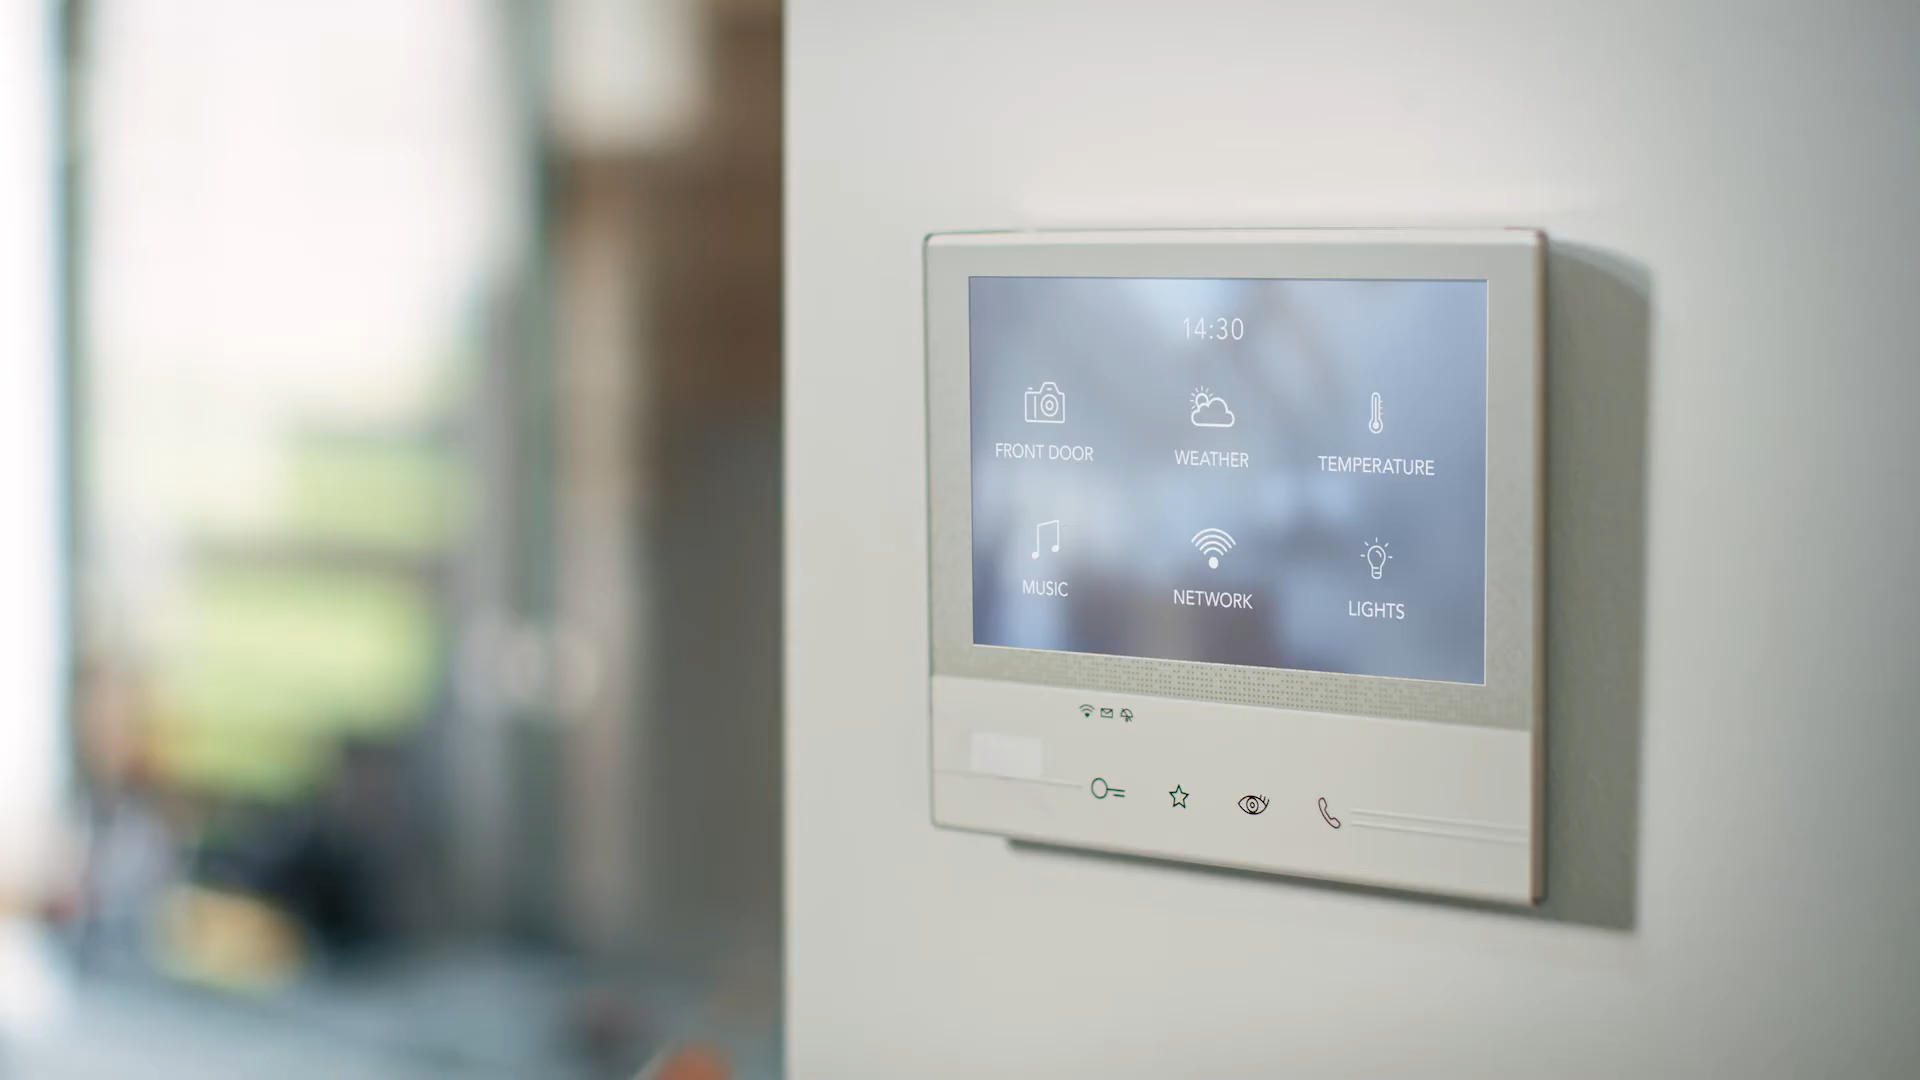 14:30
FRONT DOOR
WEATHER
TEMPERATURE
MUSIC
NETWORK
LIGHTS